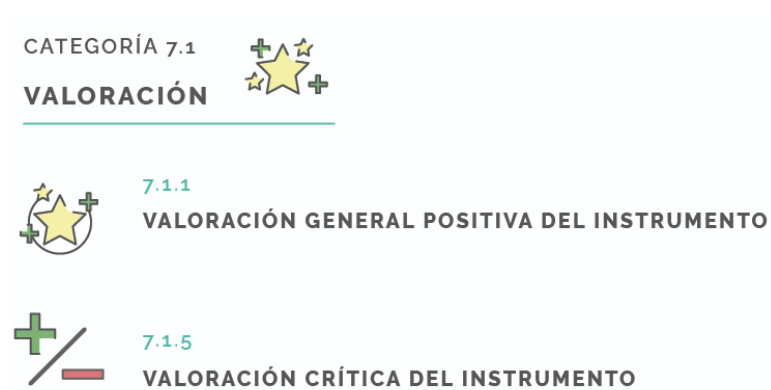 CATEGORÍA 7.1
VALORACIÓN
7.1.1
VALORACIÓN GENERAL POSITIVA DEL INSTRUMENTO
7.1.5
VALORACIÓN CRÍTICA DEL INSTRUMENTO